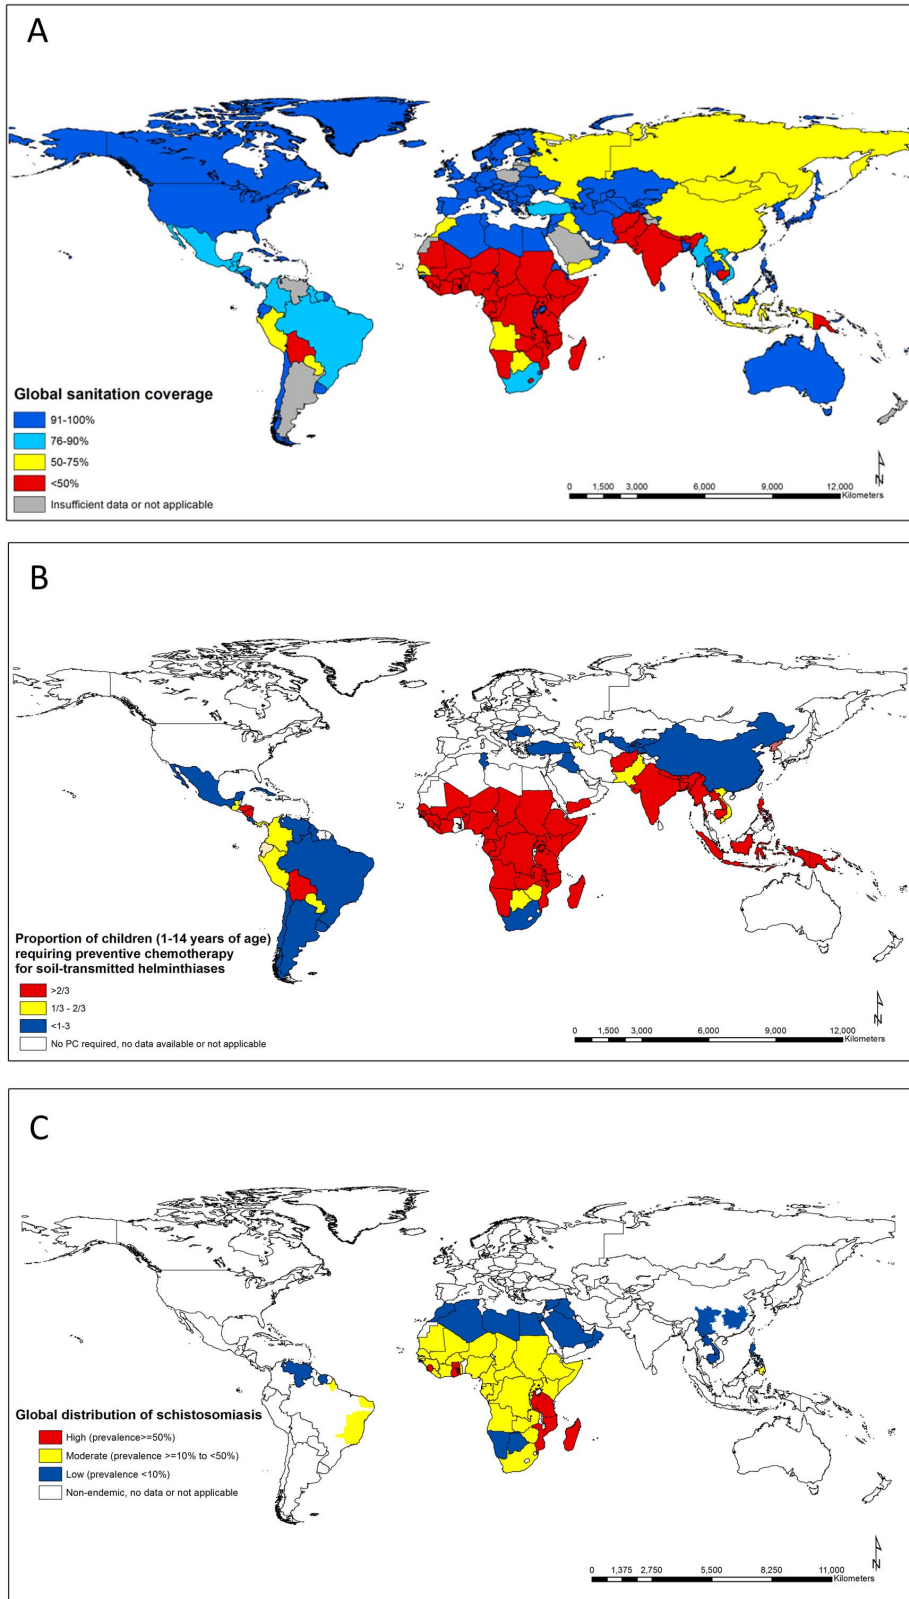 A
Global sanitation coverage
91-100%
76-90%
50-75%
<50%
Insufficient data or not applicable
N
0 1,500 3,000 6,000 9,000 12,000
Kilometers
B
Proportion of children (1-14 years of age)
requiring preventive chemotherapy
for soil-transmitted helminthiases
>2/3
1/3 - 2/3
<1-3
No PC required, no data available or not applicable
N
0 1,500 3,000 6,000 9,000 12,000
Kilometers
C
Global distribution of schistosomiasis
High (prevalence>=50%)
Moderate (prevalence >=10% to <50%)
Low (prevalence <10%)
Non-endemic, no data or not applicable
N
0 1,375 2,750 5,500 8,250 11,000
Kilometers